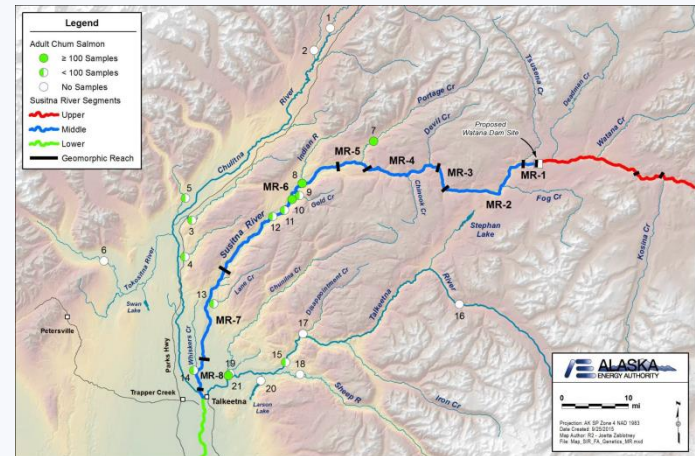 Legend
Adult Chum Salmon
≥ 100 Samples
< 100 Samples
No Samples
Susitna River Segments
Upper
Middle
Lower
Geomorphic Reach
1
2
River
Chulitna
Portage Cr
Tsusena Cr
Deadman Cr
Devil Cr
Indian R
7
Proposed
Watana Dam Site
Watana Cr
MR-5
MR-4
MR-3
MR-1
MR-2
8
MR-6
9
10
11
12
Gold Cr
Chinook Cr
Fog Cr
Kosina Cr
5
3
4
6
Susitna River
Stephan
Lake
Tokositna River
Swan
Lake
Lane Cr
Chunilna Cr
Disappointment Cr
Talkeetna
River
16
13
MR-7
17
Petersville
Parks Hwy
Whiskers Cr
15
18
19
14
MR-8
21
20
Trapper Creek
Talkeetna
Larson
Lake
Sheep R
Iron Cr
ALASKA
ENERGY AUTHORITY
0
10
mi
Projection: AK SP Zone 4 NAD 1983
Date Created: 9/25/2015
Map Author: R2 - Joetta Zablotney
File: Map_SIR_FA_Genetics_MR.mxd